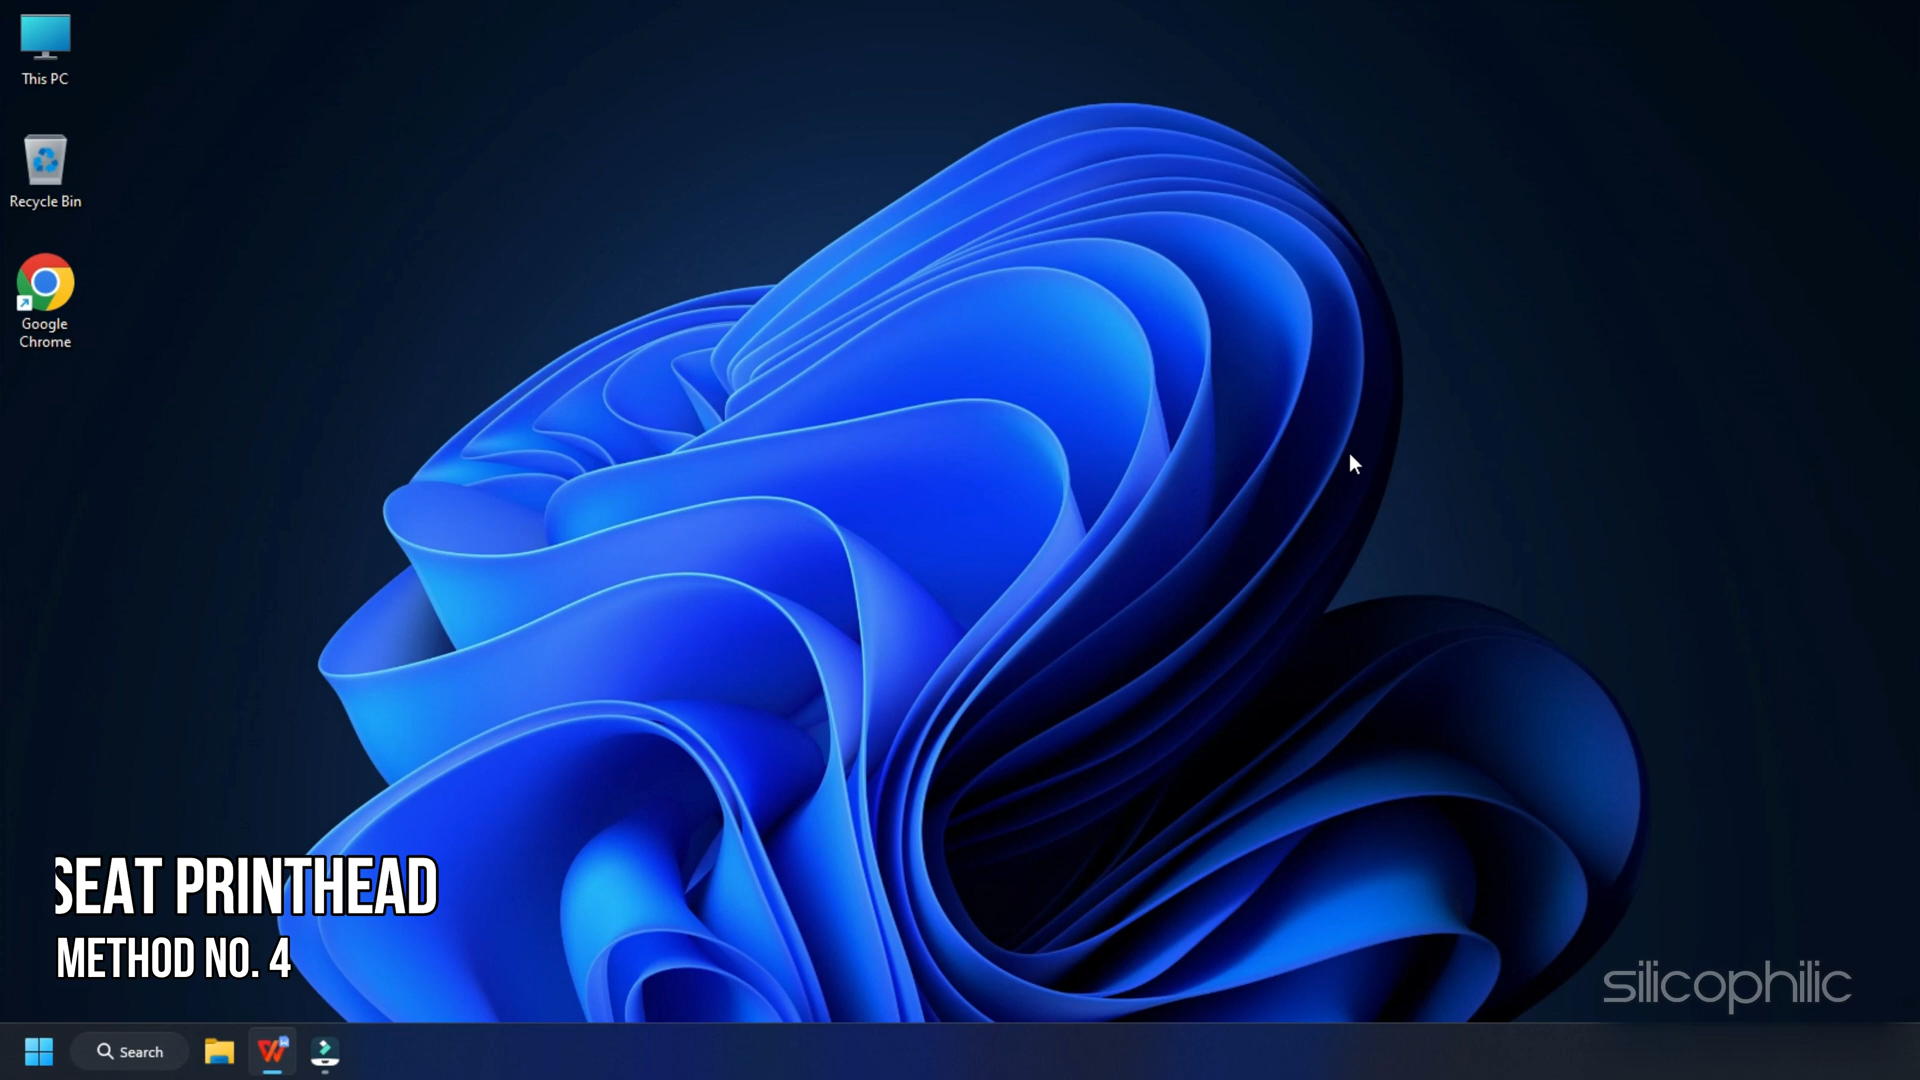 This PC
Recycle Bin
Google
Chrome
SEAT PRINTHEAD
METHOD NO. 4
silicophilic
Search